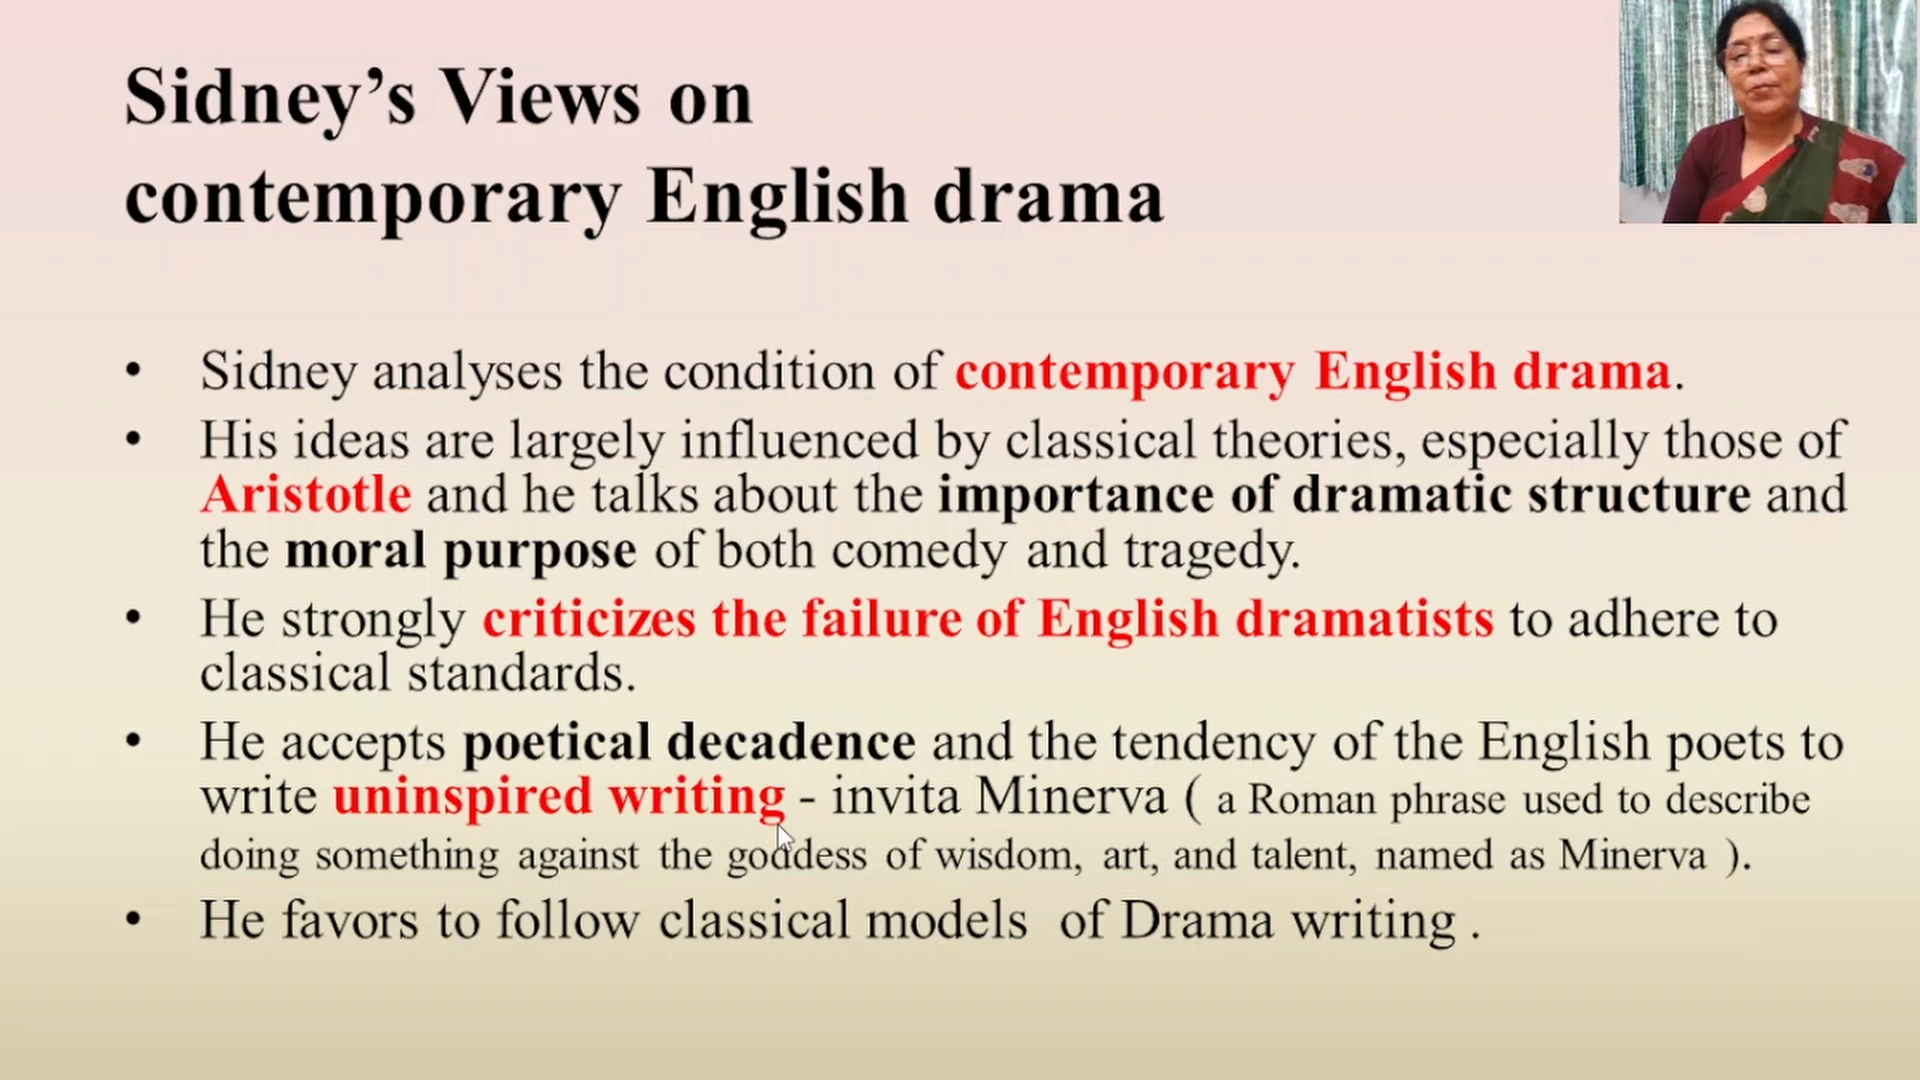 Sidney’s Views on
contemporary English drama
• Sidney analyses the condition of contemporary English drama.
• His ideas are largely influenced by classical theories, especially those of
Aristotle and he talks about the importance of dramatic structure and
the moral purpose of both comedy and tragedy.
• He strongly criticizes the failure of English dramatists to adhere to
classical standards.
• He accepts poetical decadence and the tendency of the English poets to
write uninspired writing - invita Minerva ( a Roman phrase used to describe
doing something against the goddess of wisdom, art, and talent, named as Minerva ).
• He favors to follow classical models of Drama writing .